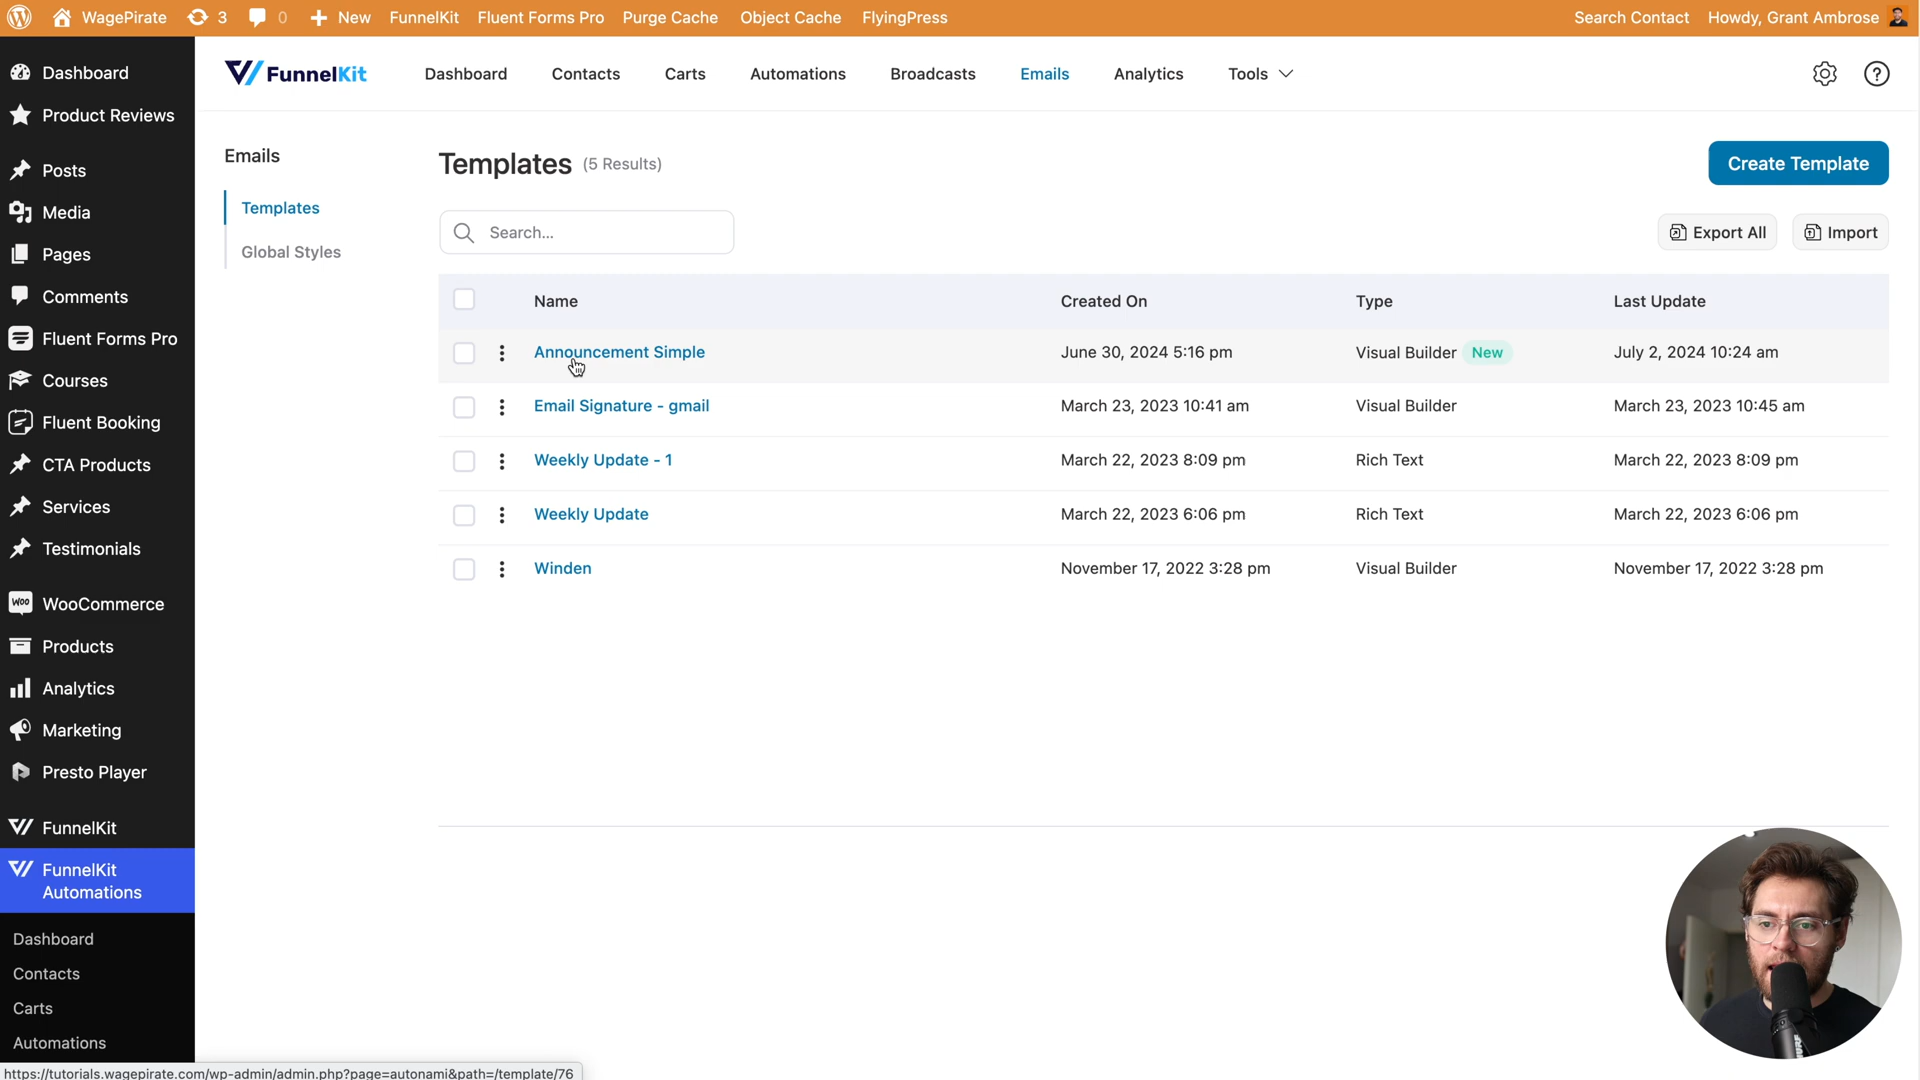 WagePirate 3 0 New FunnelKit Fluent Forms Pro Purge Cache Object Cache FlyingPress Search Contact Howdy, Grant Ambrose
FunnelKit Dashboard Contacts Carts Automations Broadcasts Emails Analytics Tools
Dashboard
Product Reviews
Posts
Media
Pages
Comments
Fluent Forms Pro
Courses
Fluent Booking
CTA Products
Services
Testimonials
Woo WooCommerce
Products
Analytics
Marketing
Presto Player
FunnelKit
FunnelKit
Automations
Dashboard
Contacts
Carts
Automations
Emails
Templates
Global Styles
Templates (5 Results)
Create Template
Search...
Export All Import
Name Created On Type Last Update
Announcement Simple June 30, 2024 5:16 pm Visual Builder New July 2, 2024 10:24 am
Email Signature - gmail March 23, 2023 10:41 am Visual Builder March 23, 2023 10:45 am
Weekly Update - 1 March 22, 2023 8:09 pm Rich Text March 22, 2023 8:09 pm
Weekly Update March 22, 2023 6:06 pm Rich Text March 22, 2023 6:06 pm
Winden November 17, 2022 3:28 pm Visual Builder November 17, 2022 3:28 pm
https://tutorials.wagepirate.com/wp-admin/admin.php?page=autonami&path=/template/76